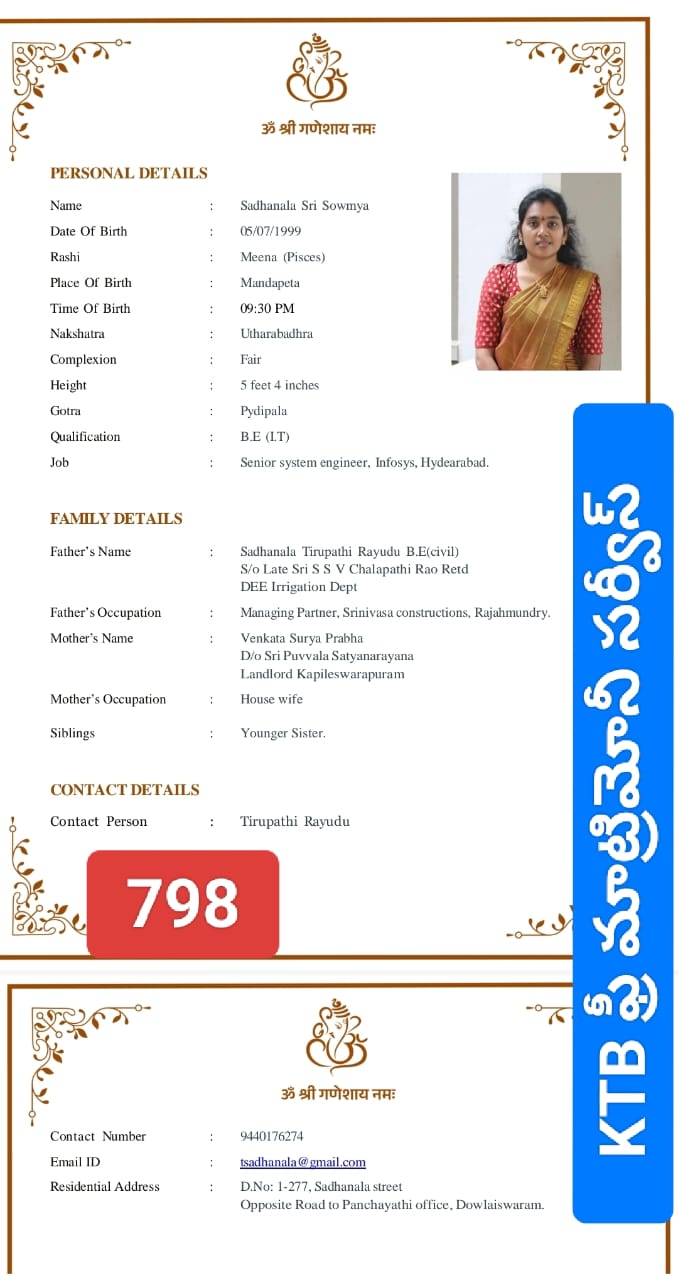 ॐ श्री गणेशाय नमः
PERSONAL DETAILS
Name : Sadhanala Sri Sowmya
Date Of Birth : 05/07/1999
Rashi : Meena (Pisces)
Place Of Birth : Mandapeta
Time Of Birth : 09:30 PM
Nakshatra : Utharabadhra
Complexion : Fair
Height : 5 feet 4 inches
Gotra : Pydipala
Qualification : B.E (I.T)
Job : Senior system engineer, Infosys, Hydearabad.
FAMILY DETAILS
Father's Name : Sadhanala Tirupathi Rayudu B.E(civil)
S/o Late Sri S S V Chalapathi Rao Retd
DEE Irrigation Dept
Father's Occupation : Managing Partner, Srinivasa constructions, Rajahmundry.
Mother's Name : Venkata Surya Prabha
D/o Sri Puvvala Satyanarayana
Landlord Kapileswarapuram
Mother's Occupation : House wife
Siblings : Younger Sister.
CONTACT DETAILS
Contact Person : Tirupathi Rayudu
798
KTB ఫ్రీ మాట్రిమోనీ సర్వీస్
ॐ श्री गणेशाय नमः
Contact Number : 9440176274
Email ID : tsadhanala@gmail.com
Residential Address : D.No: 1-277, Sadhanala street
Opposite Road to Panchayathi office, Dowlaiswaram.